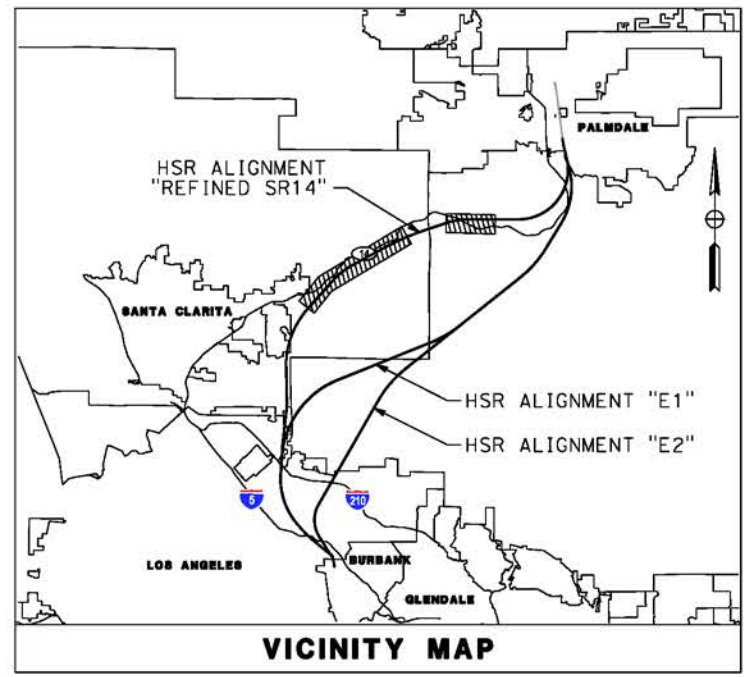 PALMDALE
HSR ALIGNMENT
"REFINED SR14"
14
SANTA CLARITA
HSR ALIGNMENT "E1"
HSR ALIGNMENT "E2"
5
210
LOS ANGELES
BURBANK
GLENDALE
VICINITY MAP